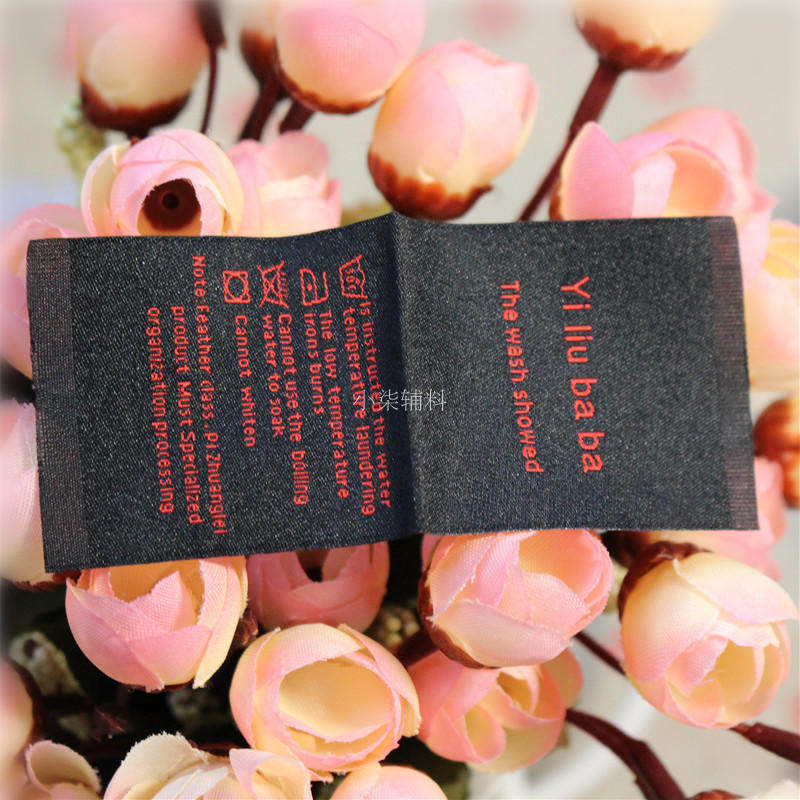 Yi liu ba ba
The wash showed
Is instructs the water
temperature laundering
The low temperature
irons burns
Cannot use the boiling
water to soak
Cannot whiten
Note feather class. pi Zhuanglei
product Must Specialized
organization processing
小柒辅料